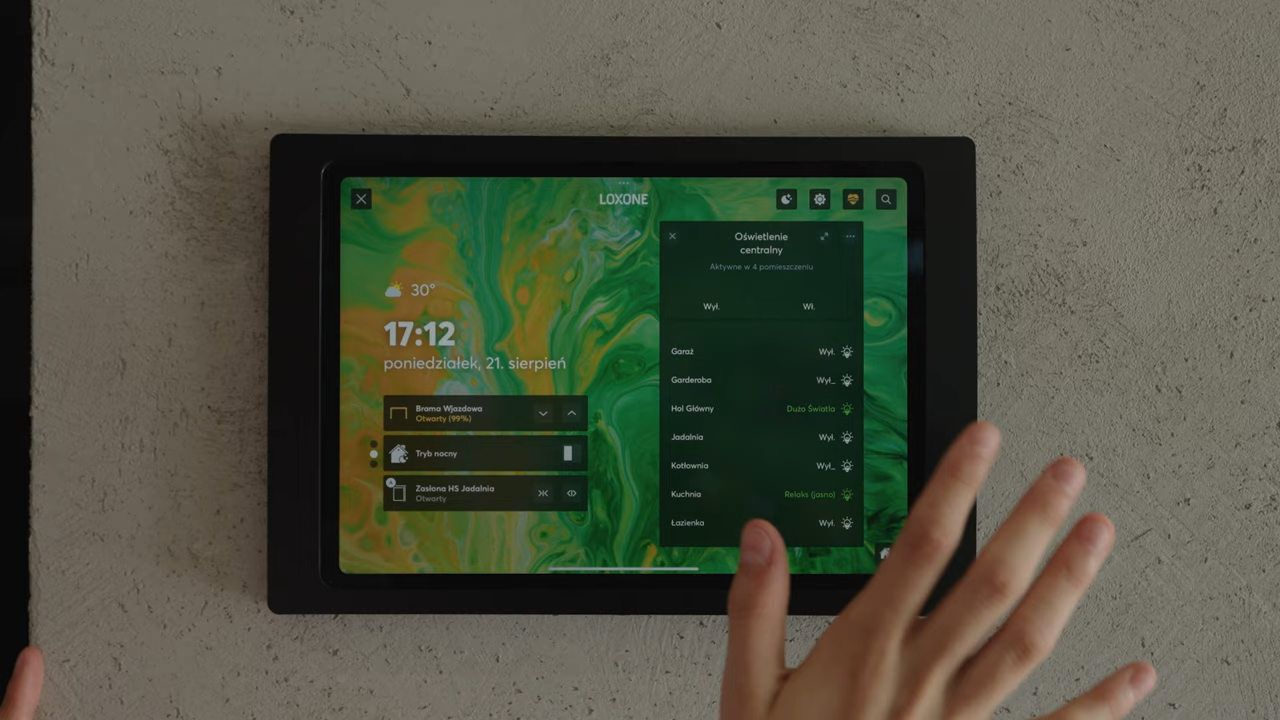 LOXONE
30°
17:12
poniedziałek, 21. sierpień
Brama Wjazdowa
Otwarty (99%)
Tryb nocny
Zasłona HS Jadalnia
Otwarty
Oświetlenie
centralny
Aktywne w 4 pomieszczeniu
Wył. Wł.
Garaż Wył.
Garderoba Wył_
Hol Główny Dużo Światła
Jadalnia Wył.
Kotłownia Wył_
Kuchnia Relaks (jasno)
Łazienka Wył.